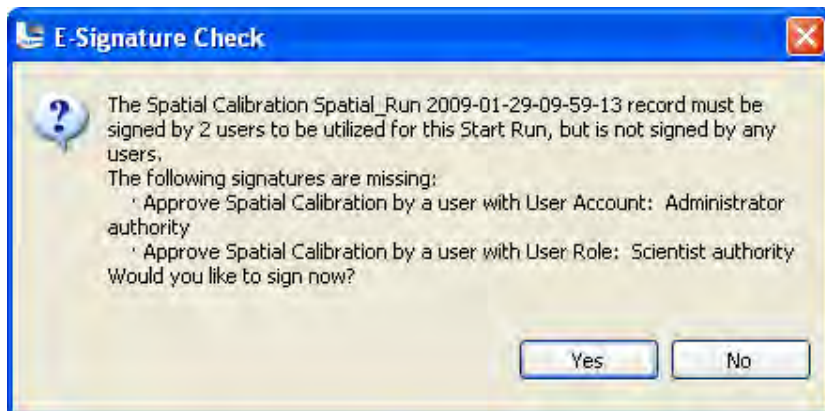 E-Signature Check
The Spatial Calibration Spatial_Run 2009-01-29-09-59-13 record must be
signed by 2 users to be utilized for this Start Run, but is not signed by any
users.
The following signatures are missing:
· Approve Spatial Calibration by a user with User Account: Administrator
authority
· Approve Spatial Calibration by a user with User Role: Scientist authority
Would you like to sign now?
Yes No